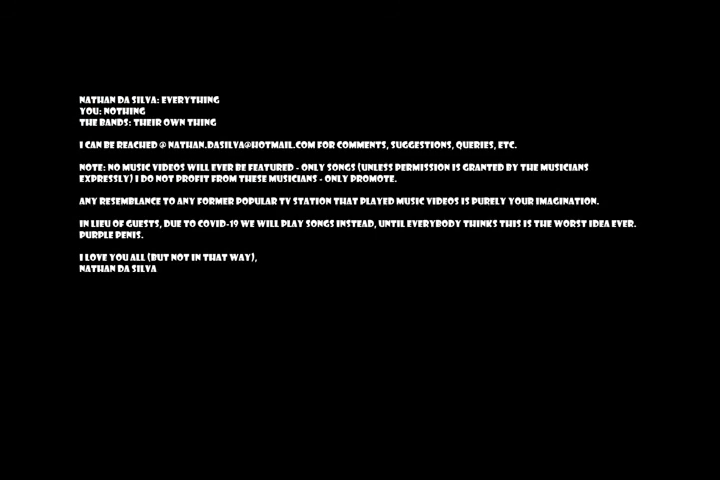 NATHAN DA SILVA: EVERYTHING
YOU: NOTHING
THE BANDS: THEIR OWN THING
I CAN BE REACHED @ NATHAN.DASILVA@HOTMAIL.COM FOR COMMENTS, SUGGESTIONS, QUERIES, ETC.
NOTE: NO MUSIC VIDEOS WILL EVER BE FEATURED - ONLY SONGS (UNLESS PERMISSION IS GRANTED BY THE MUSICIANS
EXPRESSLY) I DO NOT PROFIT FROM THESE MUSICIANS - ONLY PROMOTE.
ANY RESEMBLANCE TO ANY FORMER POPULAR TV STATION THAT PLAYED MUSIC VIDEOS IS PURELY YOUR IMAGINATION.
IN LIEU OF GUESTS, DUE TO COVID-19 WE WILL PLAY SONGS INSTEAD, UNTIL EVERYBODY THINKS THIS IS THE WORST IDEA EVER.
PURPLE PENIS.
I LOVE YOU ALL (BUT NOT IN THAT WAY),
NATHAN DA SILVA